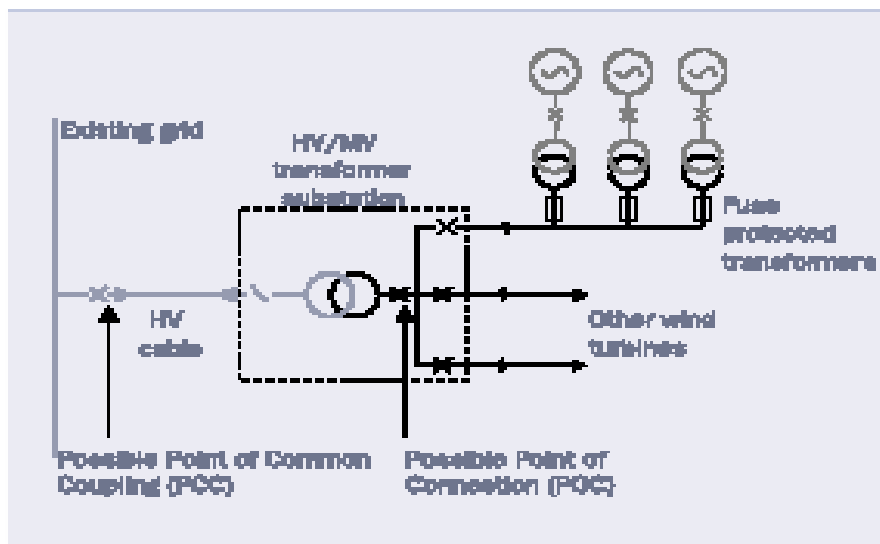 Existing grid
HV/MV
transformer
substation
Fuse
protected
transformers
HV
cable
Other wind
turbines
Possible Point of Common
Coupling (PCC)
Possible Point of
Connection (POC)